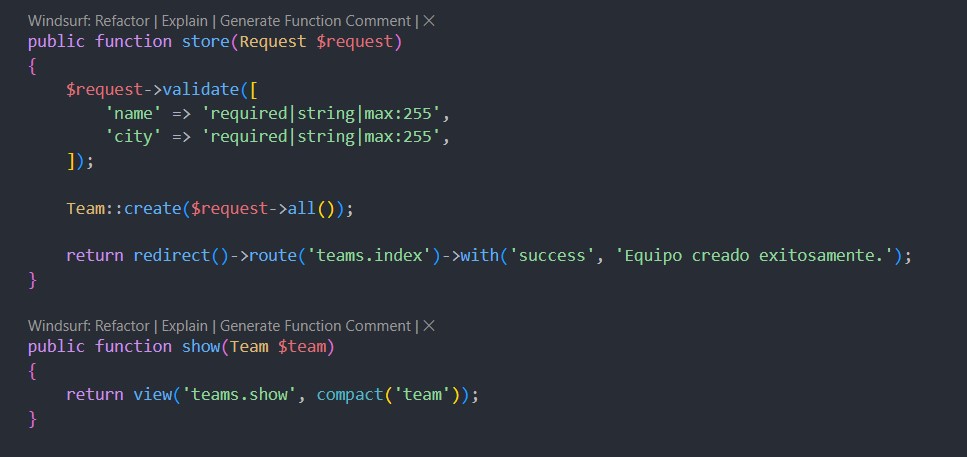 Windsurf: Refactor | Explain | Generate Function Comment | ×
public function store(Request $request)
{
    $request->validate([
        'name' => 'required|string|max:255',
        'city' => 'required|string|max:255',
    ]);

    Team::create($request->all());

    return redirect()->route('teams.index')->with('success', 'Equipo creado exitosamente.');
}

Windsurf: Refactor | Explain | Generate Function Comment | ×
public function show(Team $team)
{
    return view('teams.show', compact('team'));
}